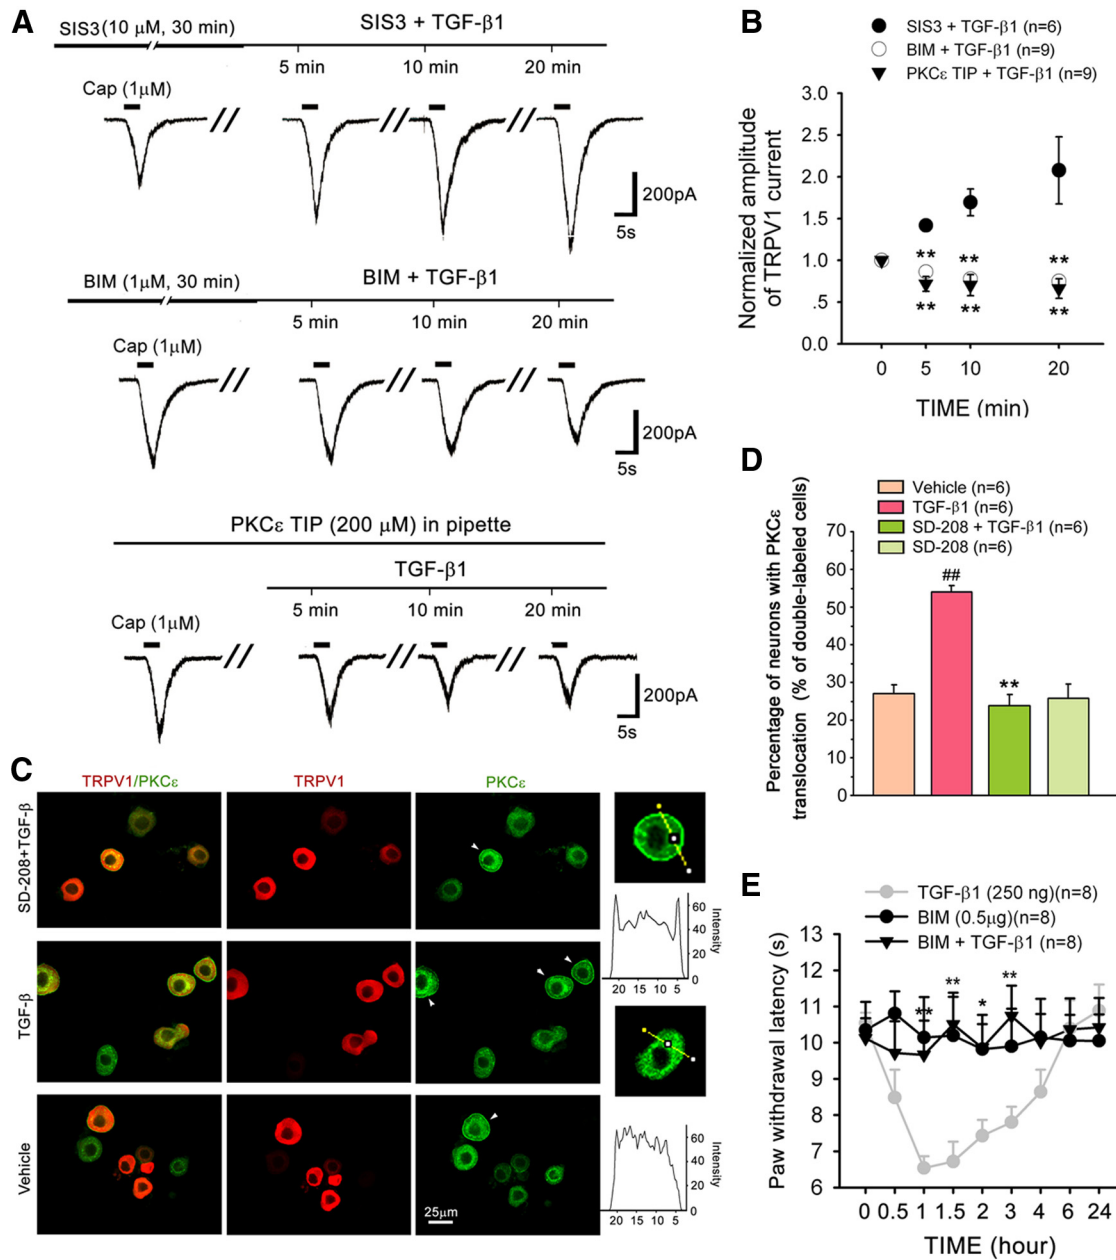 A
SIS3(10 µM, 30 min)
SIS3 + TGF-β1
5 min
10 min
20 min
Cap (1µM)
200pA
5s
BIM (1µM, 30 min)
BIM + TGF-β1
5 min
10 min
20 min
Cap (1µM)
200pA
5s
PKCε TIP (200 µM) in pipette
TGF-β1
5 min
10 min
20 min
Cap (1µM)
200pA
5s
B
SIS3 + TGF-β1 (n=6)
BIM + TGF-β1 (n=9)
PKCε TIP + TGF-β1 (n=9)
Normalized amplitude
of TRPV1 current
3.0
2.5
2.0
1.5
1.0
.5
0.0
** ** **
** ** **
0 5 10 20
TIME (min)
C
TRPV1/PKCε
TRPV1
PKCε
SD-208+TGF-β
TGF-β
Vehicle
25µm
60
40
20
0
Intensity
20 15 10 5
60
40
20
0
Intensity
20 15 10 5
D
Vehicle (n=6)
TGF-β1 (n=6)
SD-208 + TGF-β1 (n=6)
SD-208 (n=6)
Percentage of neurons with PKCε
translocation (% of double-labeled cells)
70
60
50
40
30
20
10
0
##
**
E
TGF-β1 (250 ng)(n=8)
BIM (0.5µg)(n=8)
BIM + TGF-β1 (n=8)
Paw withdrawal latency (s)
13
12
11
10
9
8
7
6
** ** * **
0 0.5 1 1.5 2 3 4 6 24
TIME (hour)